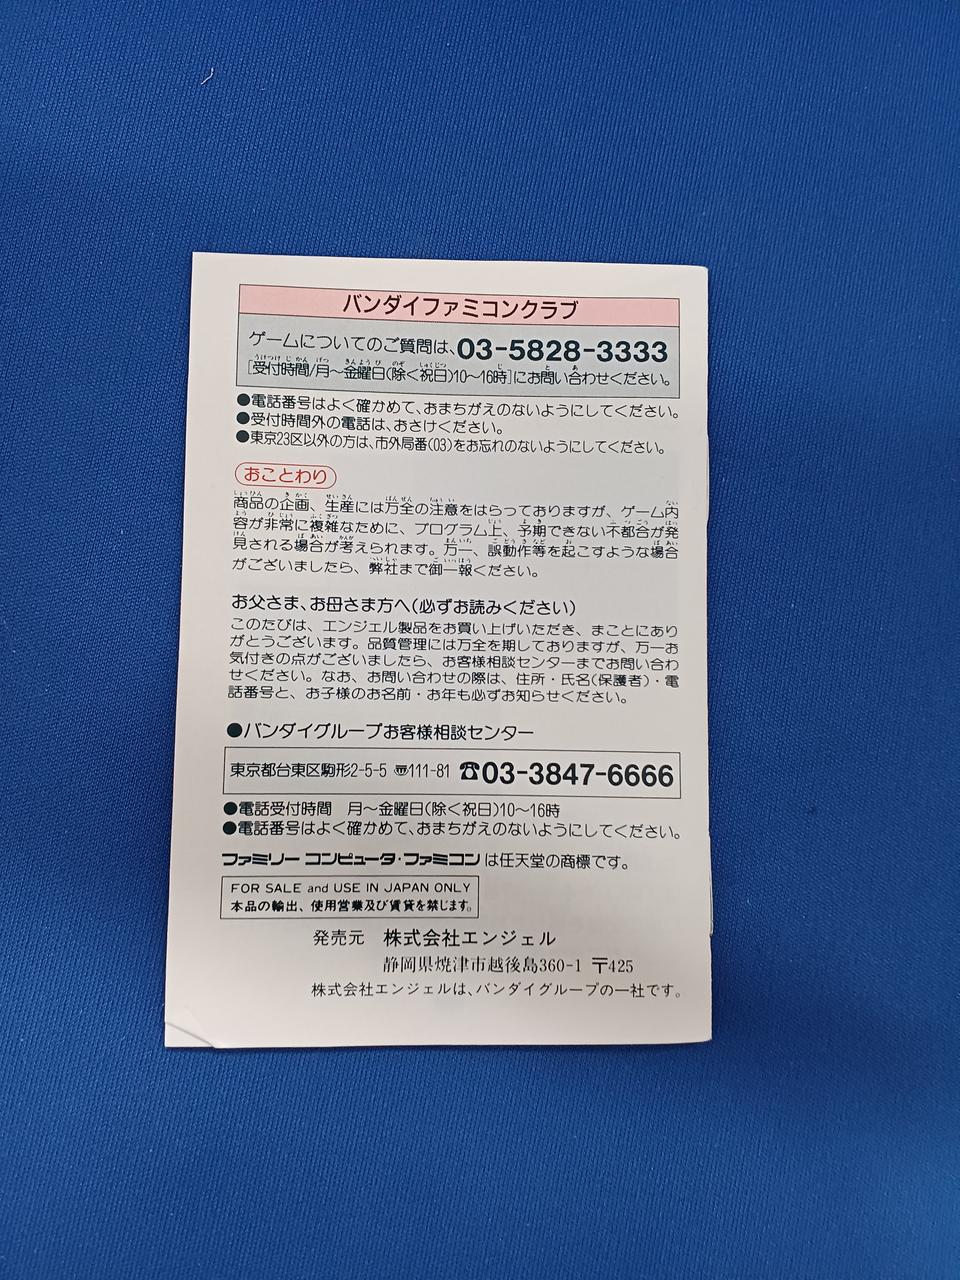 バンダイファミコンクラブ
ゲームについてのご質問は、03-5828-3333
[受付時間/月〜金曜日(除く祝日)10〜16時]にお問い合わせください。
●電話番号はよく確かめて、おまちがえのないようにしてください。
●受付時間外の電話は、おさけください。
●東京23区以外の方は、市外局番(03)をお忘れのないようにしてください。
おことわり
商品の企画、生産には万全の注意をはらっておりますが、ゲーム内
容が非常に複雑なために、プログラム上、予期できない不都合が発
見される場合が考えられます。万一、誤動作等を起こすような場合
がございましたら、弊社まで御一報ください。
お父さま、お母さま方へ(必ずお読みください)
このたびは、エンジェル製品をお買い上げいただき、まことにあり
がとうございます。品質管理には万全を期しておりますが、万一お
気付きの点がございましたら、お客様相談センターまでお問い合わ
せください。なお、お問い合わせの際は、住所・氏名(保護者)・電
話番号と、お子様のお名前・お年も必ずお知らせください。
●バンダイグループお客様相談センター
東京都台東区駒形2-5-5 〠111-81 ☎03-3847-6666
●電話受付時間 月〜金曜日(除く祝日)10〜16時
●電話番号はよく確かめて、おまちがえのないようにしてください。
ファミリーコンピュータ・ファミコンは任天堂の商標です。
FOR SALE and USE IN JAPAN ONLY
本品の輸出、使用営業及び賃貸を禁じます。
発売元 株式会社エンジェル
静岡県焼津市越後島360-1 〒425
株式会社エンジェルは、バンダイグループの一社です。